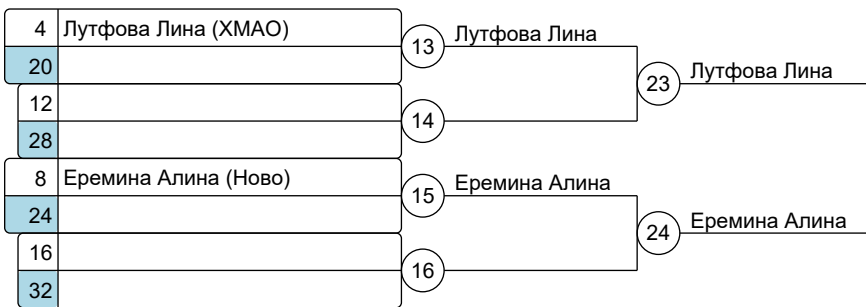 4 Лутфова Лина (ХМАО)
20
12
28
8 Еремина Алина (Ново)
24
16
32
13 Лутфова Лина
14
15 Еремина Алина
16
23 Лутфова Лина
24 Еремина Алина